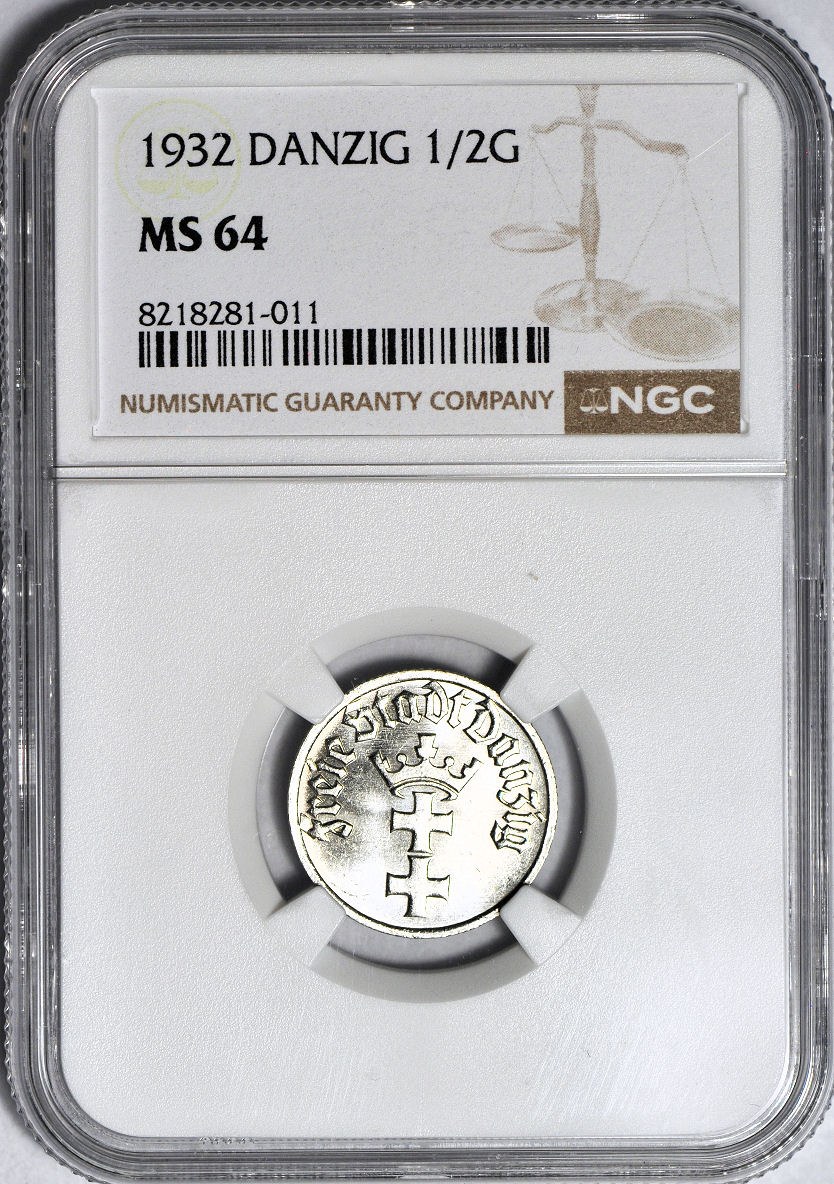 1932 DANZIG 1/2G
MS 64
8218281-011
NUMISMATIC GUARANTY COMPANY
NGC
Freie Stadt Danzig